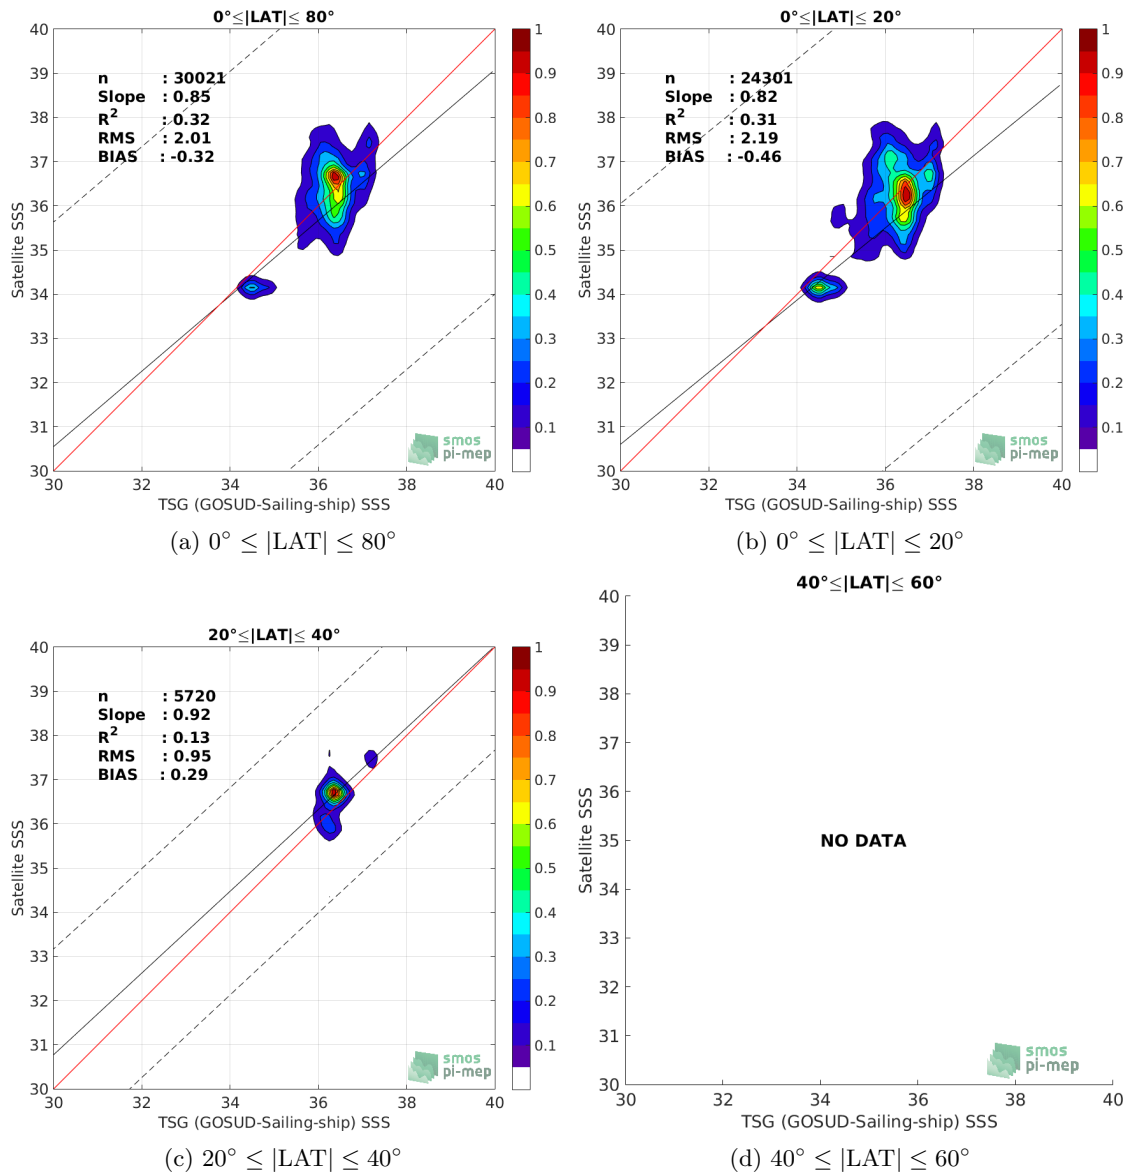 0°≤|LAT|≤ 80°
40
39
38
37
36
35
34
33
32
31
30
Satellite SSS
n : 30021
Slope : 0.85
R² : 0.32
RMS : 2.01
BIAS : -0.32
1
0.9
0.8
0.7
0.6
0.5
0.4
0.3
0.2
0.1
smos
pi-mep
30 32 34 36 38 40
TSG (GOSUD-Sailing-ship) SSS
(a) 0° ≤ |LAT| ≤ 80°
0°≤|LAT|≤ 20°
40
39
38
37
36
35
34
33
32
31
30
Satellite SSS
n : 24301
Slope : 0.82
R² : 0.31
RMS : 2.19
BIAS : -0.46
1
0.9
0.8
0.7
0.6
0.5
0.4
0.3
0.2
0.1
smos
pi-mep
30 32 34 36 38 40
TSG (GOSUD-Sailing-ship) SSS
(b) 0° ≤ |LAT| ≤ 20°
20°≤|LAT|≤ 40°
40
39
38
37
36
35
34
33
32
31
30
Satellite SSS
n : 5720
Slope : 0.92
R² : 0.13
RMS : 0.95
BIAS : 0.29
1
0.9
0.8
0.7
0.6
0.5
0.4
0.3
0.2
0.1
smos
pi-mep
30 32 34 36 38 40
TSG (GOSUD-Sailing-ship) SSS
(c) 20° ≤ |LAT| ≤ 40°
40°≤|LAT|≤ 60°
40
39
38
37
36
35
34
33
32
31
30
Satellite SSS
NO DATA
smos
pi-mep
30 32 34 36 38 40
TSG (GOSUD-Sailing-ship) SSS
(d) 40° ≤ |LAT| ≤ 60°